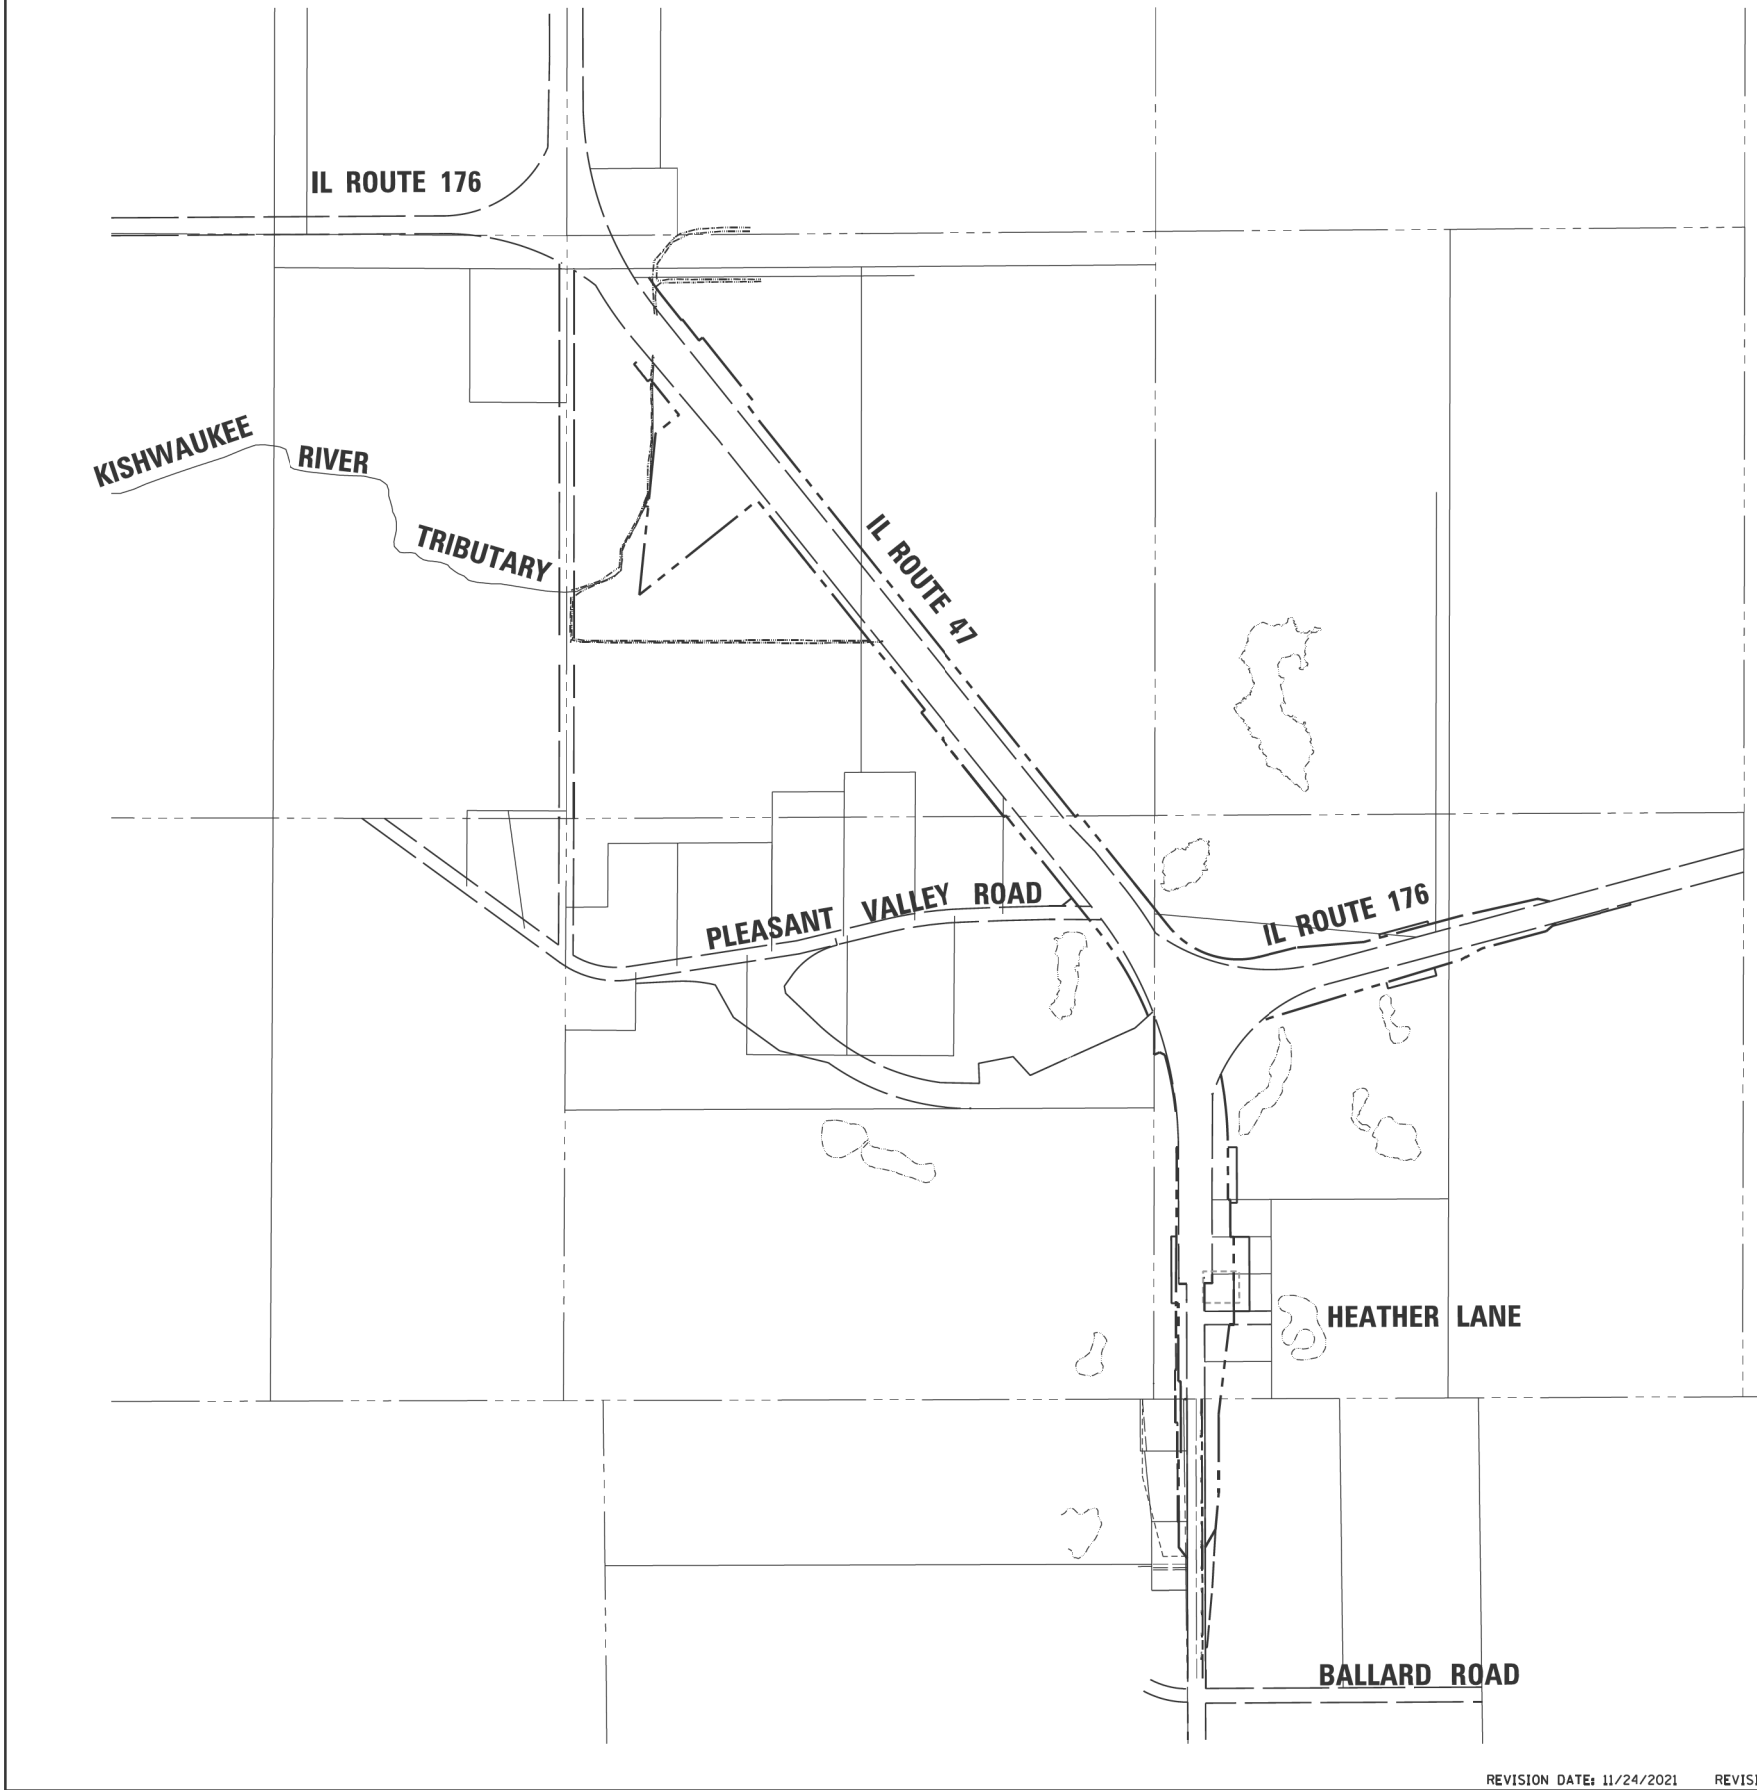 IL ROUTE 176
KISHWAUKEE
RIVER
TRIBUTARY
IL ROUTE 47
PLEASANT VALLEY ROAD
IL ROUTE 176
HEATHER LANE
BALLARD ROAD
REVISION DATE: 11/24/2021